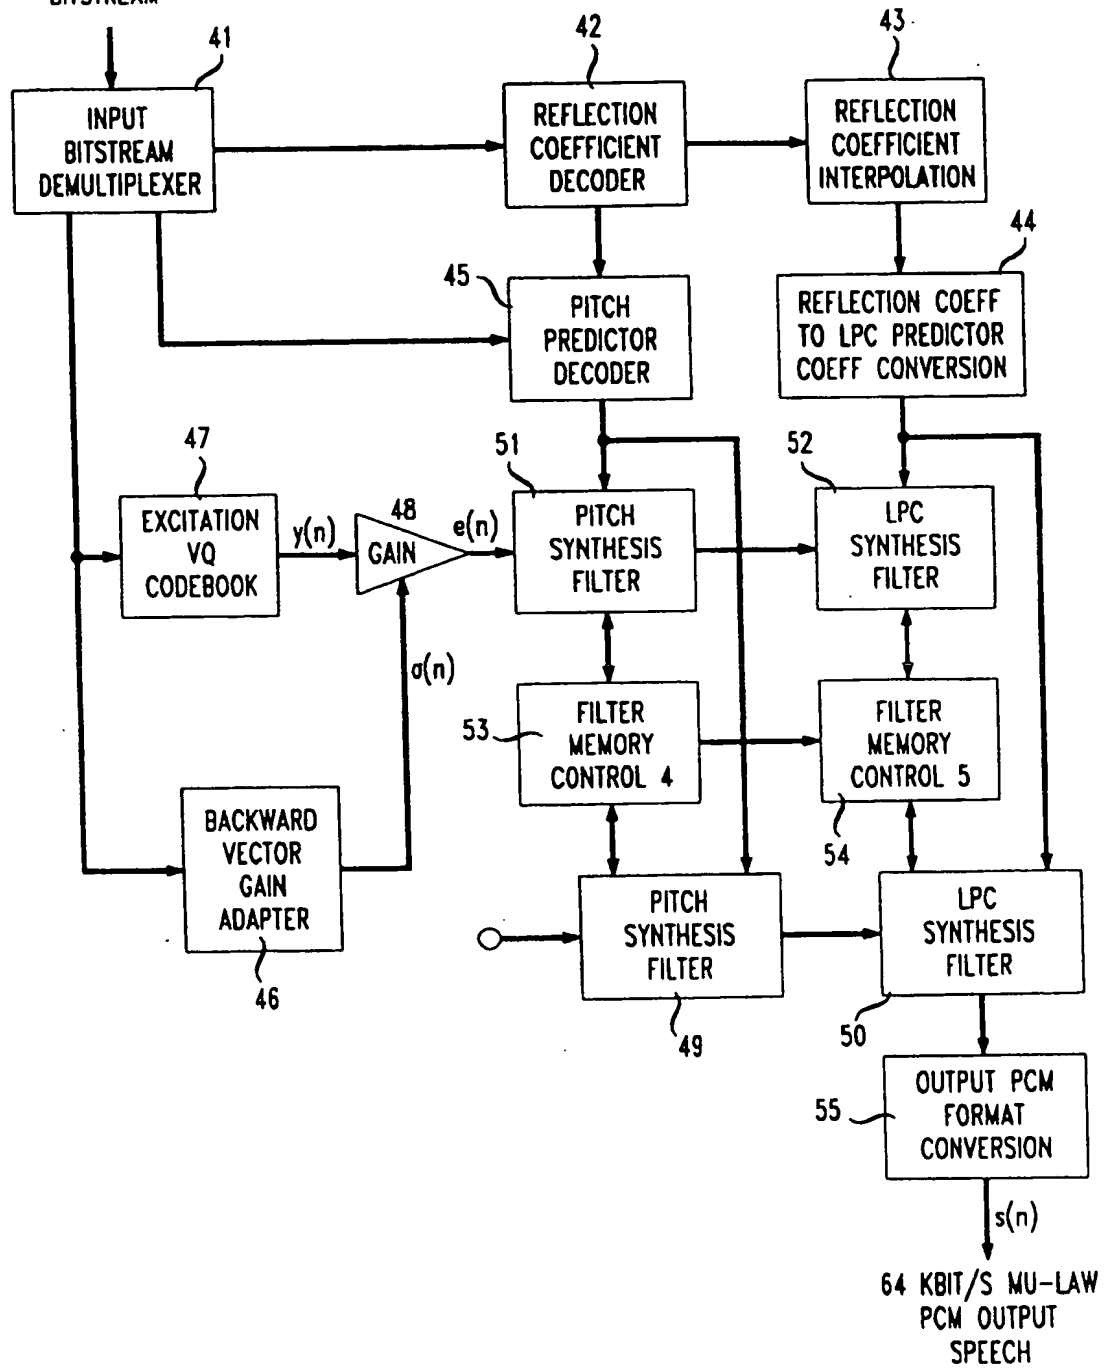 BITSTREAM
41
INPUT
BITSTREAM
DEMULTIPLEXER
42
REFLECTION
COEFFICIENT
DECODER
43
REFLECTION
COEFFICIENT
INTERPOLATION
44
REFLECTION COEFF
TO LPC PREDICTOR
COEFF CONVERSION
45
PITCH
PREDICTOR
DECODER
47
EXCITATION
VQ
CODEBOOK
y(n)
48
GAIN
e(n)
σ(n)
51
PITCH
SYNTHESIS
FILTER
52
LPC
SYNTHESIS
FILTER
53
FILTER
MEMORY
CONTROL 4
FILTER
MEMORY
CONTROL 5
54
BACKWARD
VECTOR
GAIN
ADAPTER
46
PITCH
SYNTHESIS
FILTER
49
LPC
SYNTHESIS
FILTER
50
55
OUTPUT PCM
FORMAT
CONVERSION
s(n)
64 KBIT/S MU-LAW
PCM OUTPUT
SPEECH